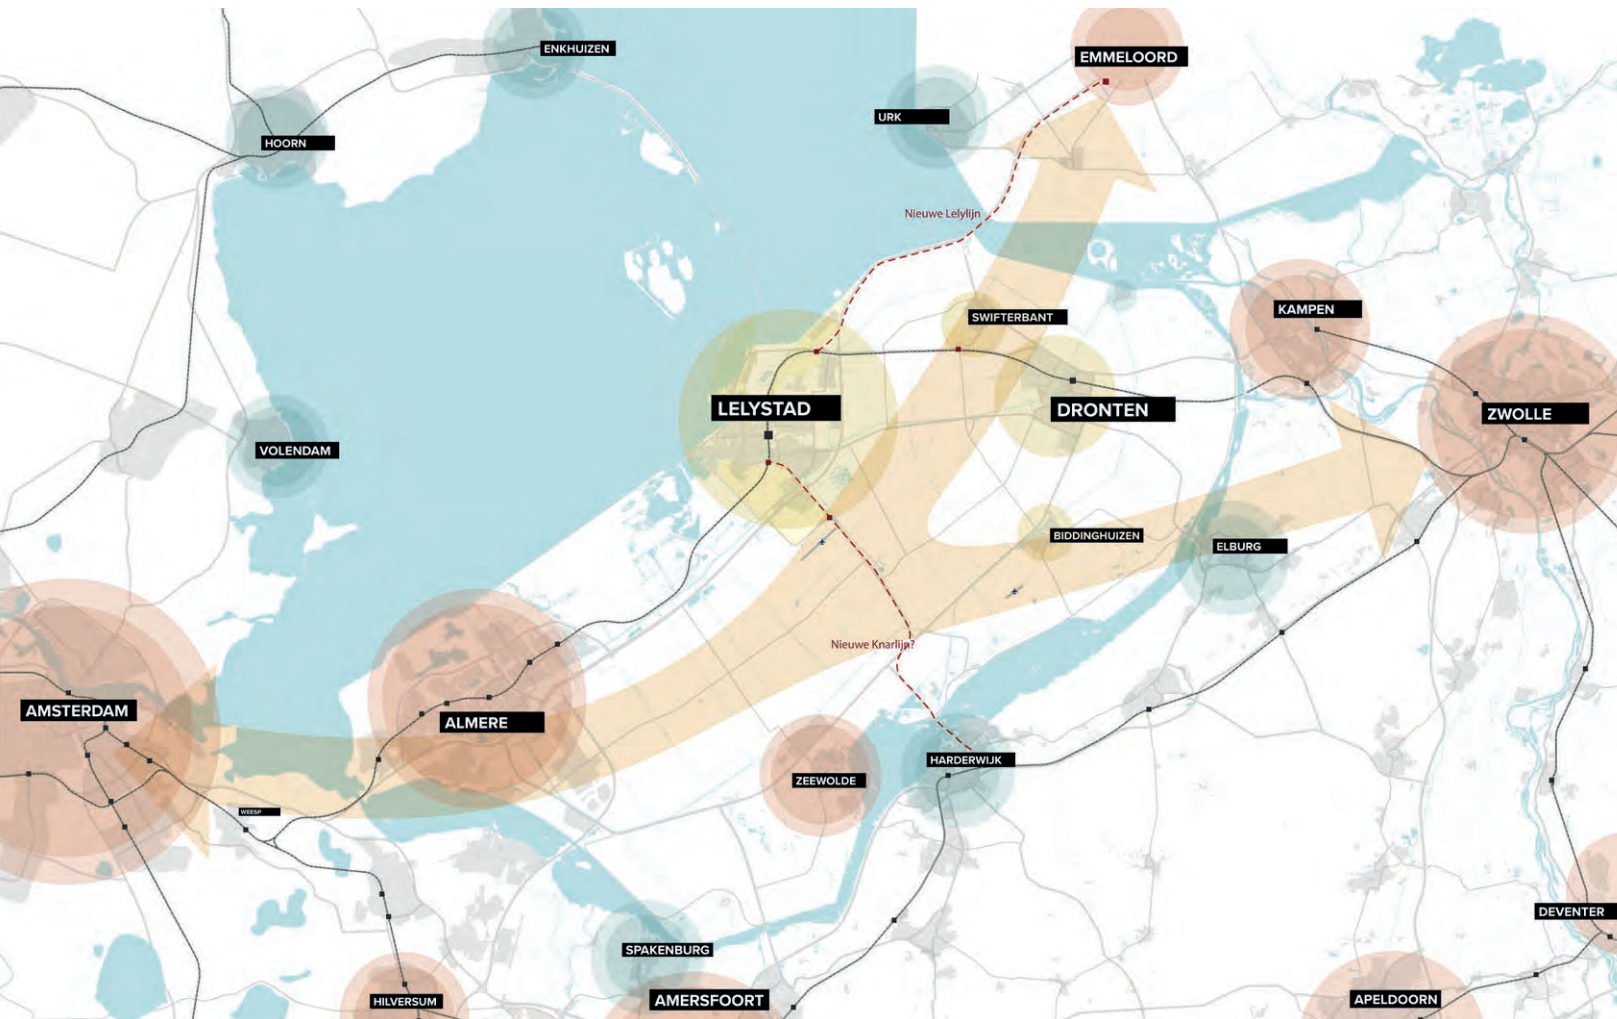 ENKHUIZEN
EMMELOORD
URK
HOORN
Nieuwe Lelylijn
KAMPEN
SWIFTERBANT
LELYSTAD
DRONTEN
ZWOLLE
VOLENDAM
BIDDINGHUIZEN
ELBURG
Nieuwe Knarlijn?
AMSTERDAM
ALMERE
HARDERWIJK
ZEEWOLDE
WEESP
DEVENTER
SPAKENBURG
HILVERSUM
AMERSFOORT
APELDOORN